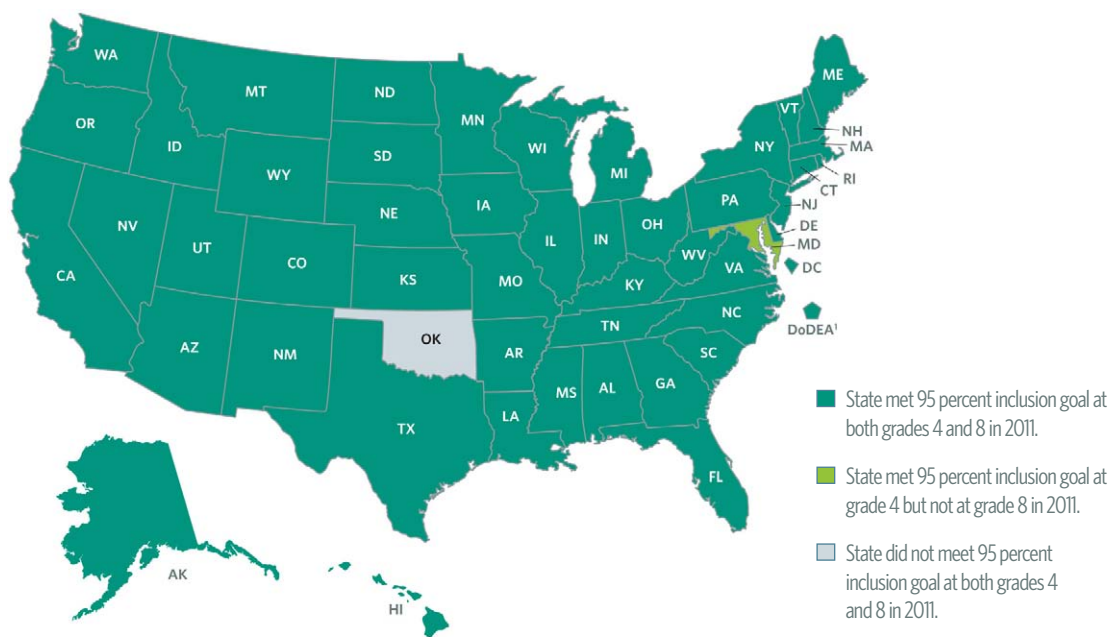 WA
MT
ND
MN
ME
VT
NH
MA
OR
ID
SD
WI
NY
RI
CT
WY
MI
PA
NJ
IA
NE
OH
DE
MD
NV
UT
IL
IN
WV
VA
DC
CA
CO
KS
MO
KY
NC
DoDEA¹
TN
OK
AR
SC
AZ
NM
MS
AL
GA
LA
TX
FL
AK
HI
State met 95 percent inclusion goal at
both grades 4 and 8 in 2011.
State met 95 percent inclusion goal at
grade 4 but not at grade 8 in 2011.
State did not meet 95 percent
inclusion goal at both grades 4
and 8 in 2011.